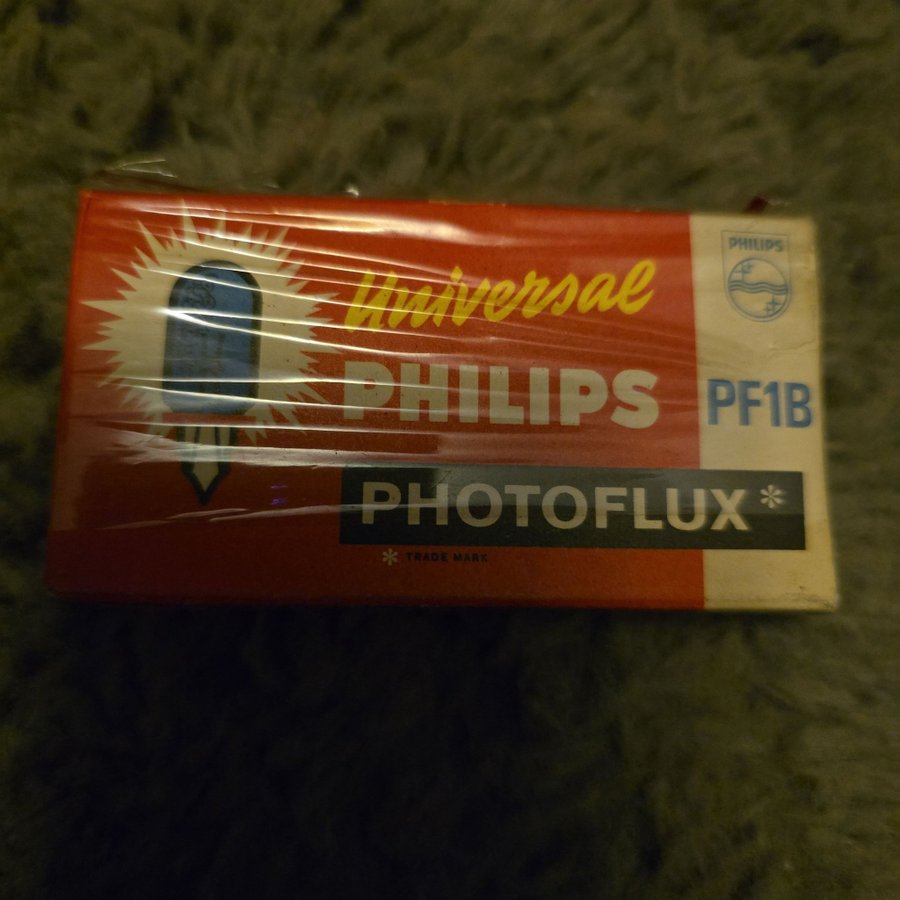 Universal
PHILIPS
PHOTOFLUX*
* TRADE MARK
PHILIPS
PF1B